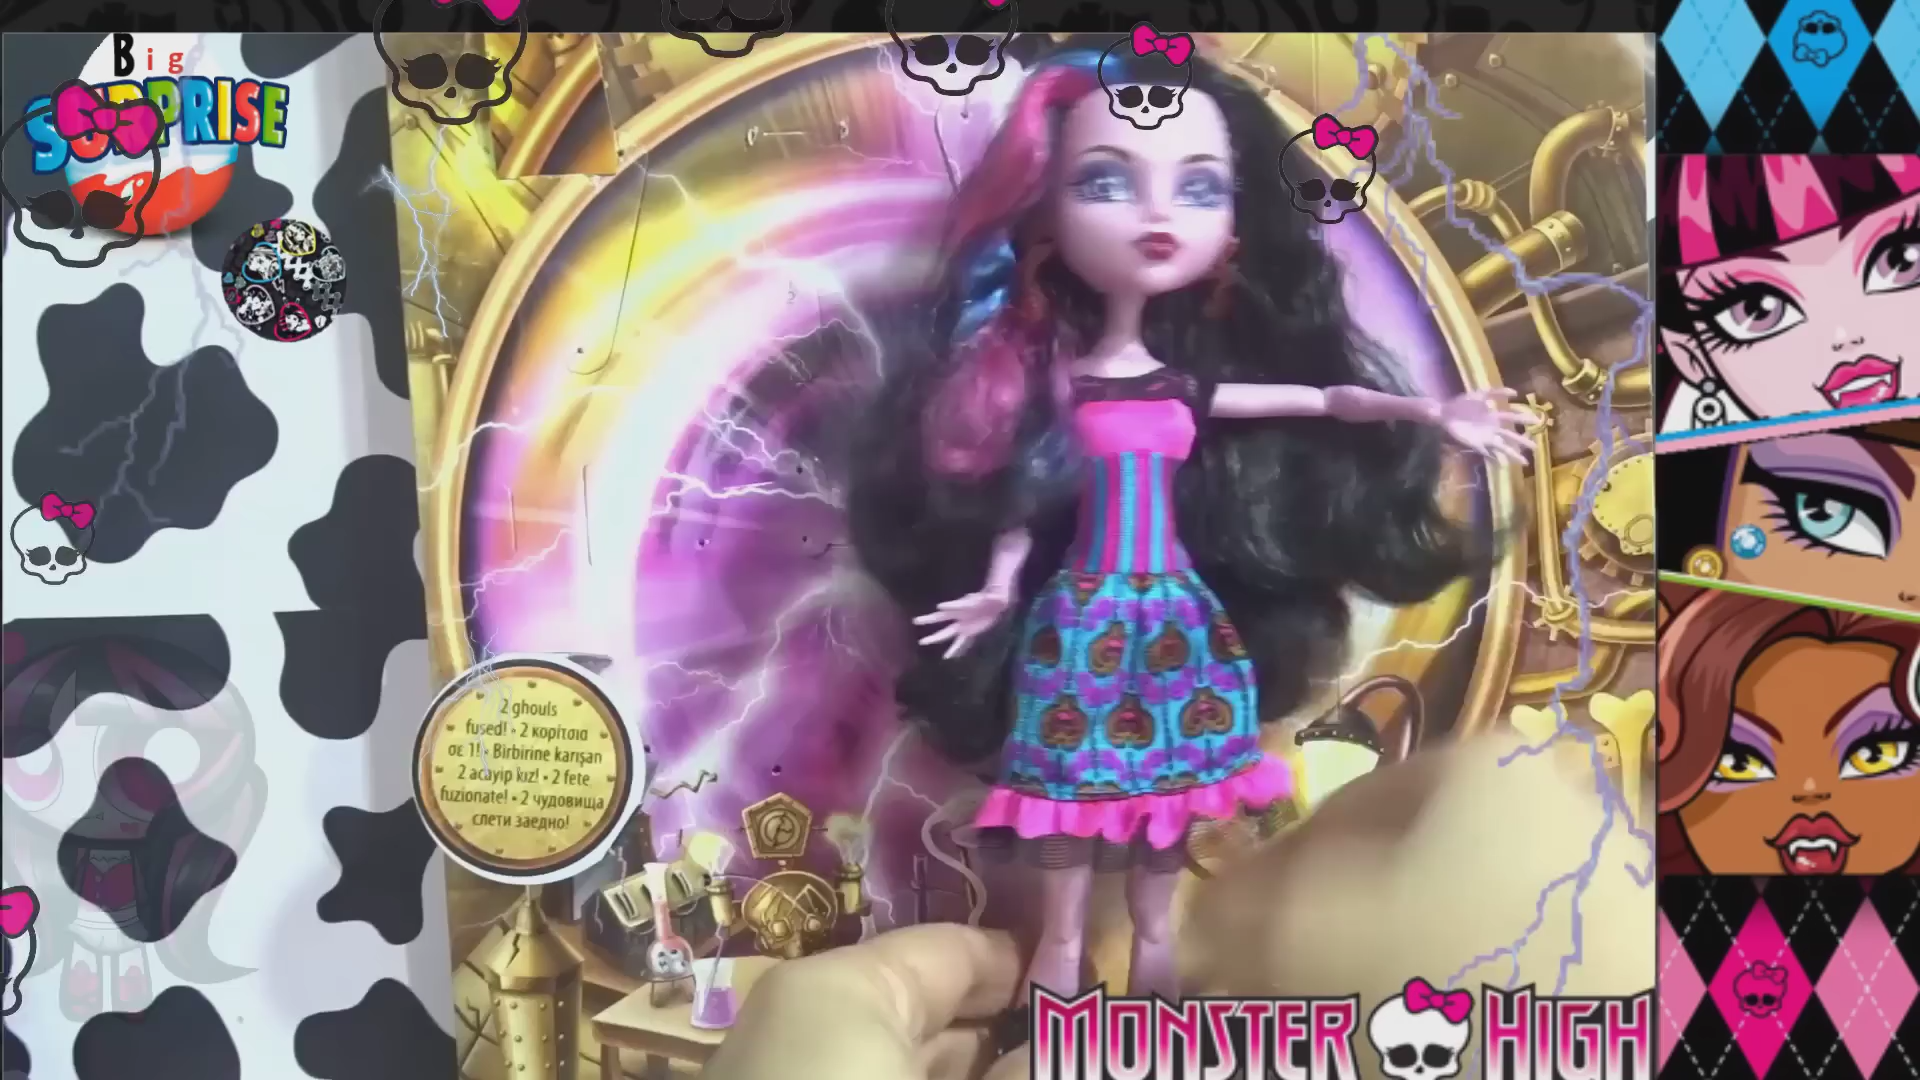 Big
SURPRISE
2 ghouls
fused! • 2 κορίτσια
σε 1! • Birbirine karışan
2 acayip kız! • 2 fete
fuzionate! • 2 чудовища
слети заедно!
MONSTER HIGH